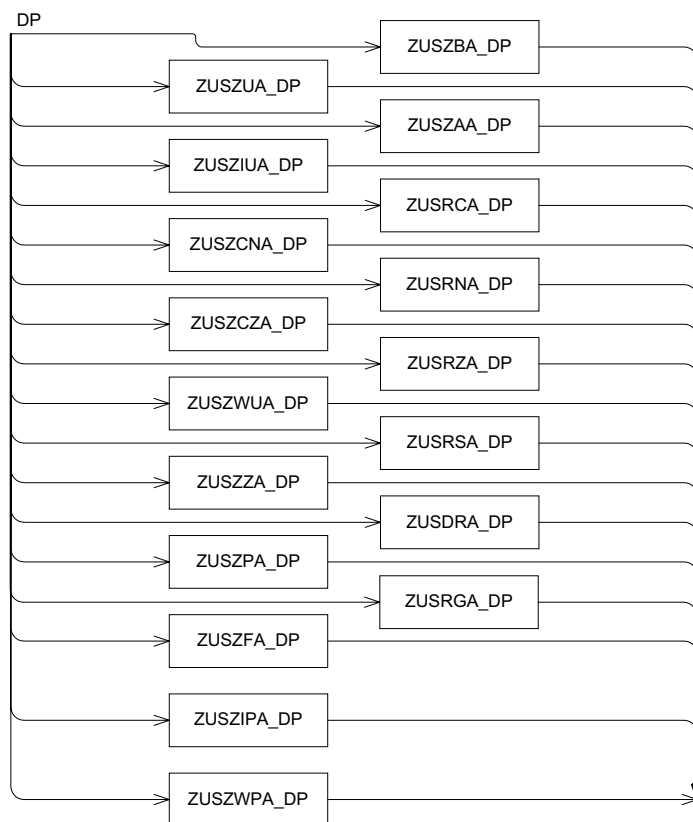 DP
ZUSZBA_DP
ZUSZUA_DP
ZUSZAA_DP
ZUSZIUA_DP
ZUSRCA_DP
ZUSZCNA_DP
ZUSRNA_DP
ZUSZCZA_DP
ZUSRZA_DP
ZUSZWUA_DP
ZUSRSA_DP
ZUSZZA_DP
ZUSDRA_DP
ZUSZPA_DP
ZUSRGA_DP
ZUSZFA_DP
ZUSZIPA_DP
ZUSZWPA_DP